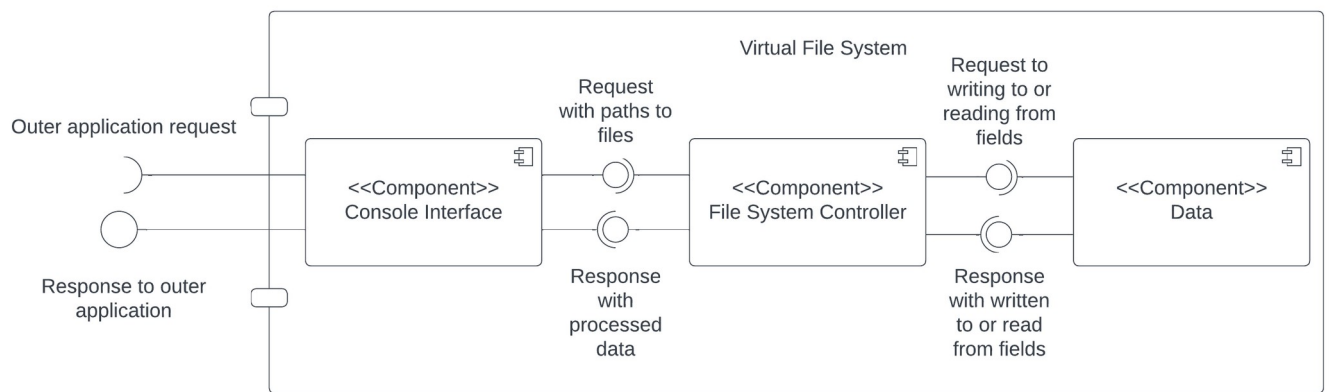 Virtual File System
Outer application request
Response to outer
application
<<Component>>
Console Interface
Request
with paths to
files
Response
with
processed
data
<<Component>>
File System Controller
Request to
writing to or
reading from
fields
Response
with written
to or read
from fields
<<Component>>
Data